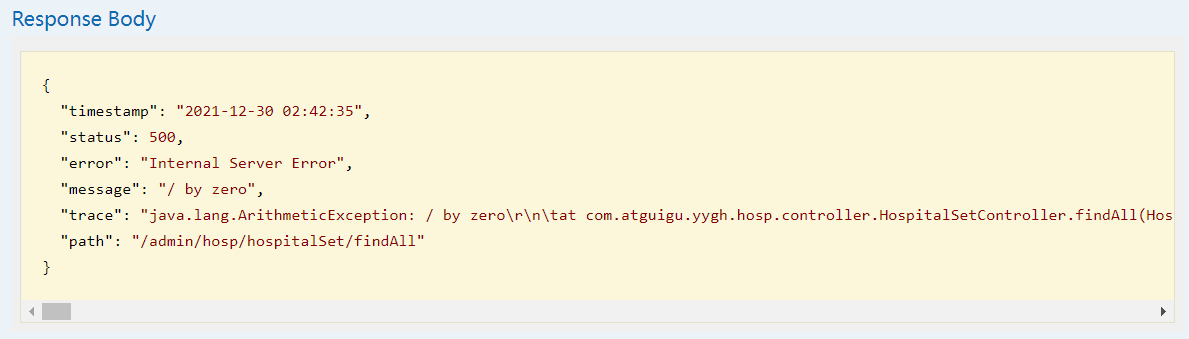 Response Body
{
"timestamp": "2021-12-30 02:42:35",
"status": 500,
"error": "Internal Server Error",
"message": "/ by zero",
"trace": "java.lang.ArithmeticException: / by zero\r\n\tat com.atguigu.yygh.hosp.controller.HospitalSetController.findAll(Hos
"path": "/admin/hosp/hospitalSet/findAll"
}